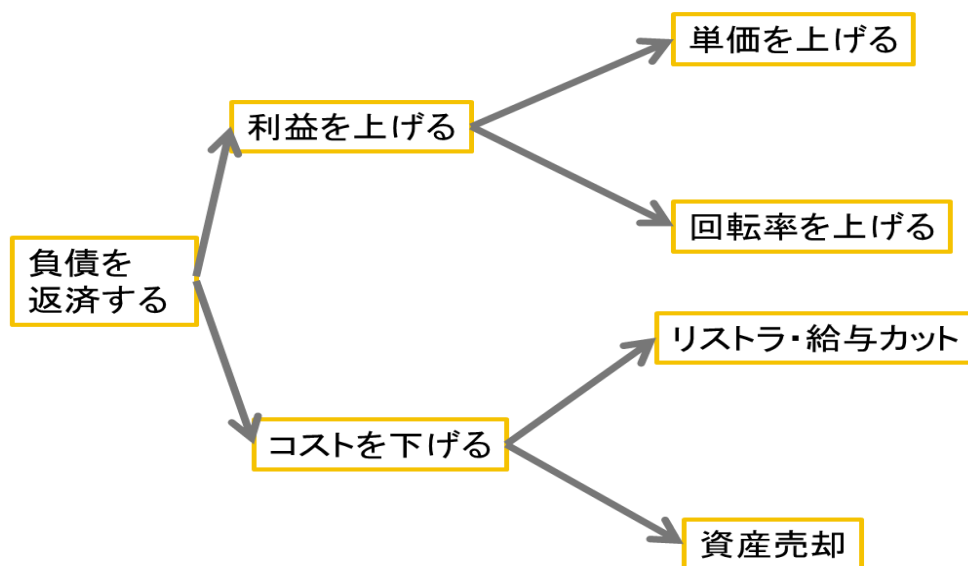 単価を上げる
利益を上げる
回転率を上げる
負債を
返済する
リストラ・給与カット
コストを下げる
資産売却